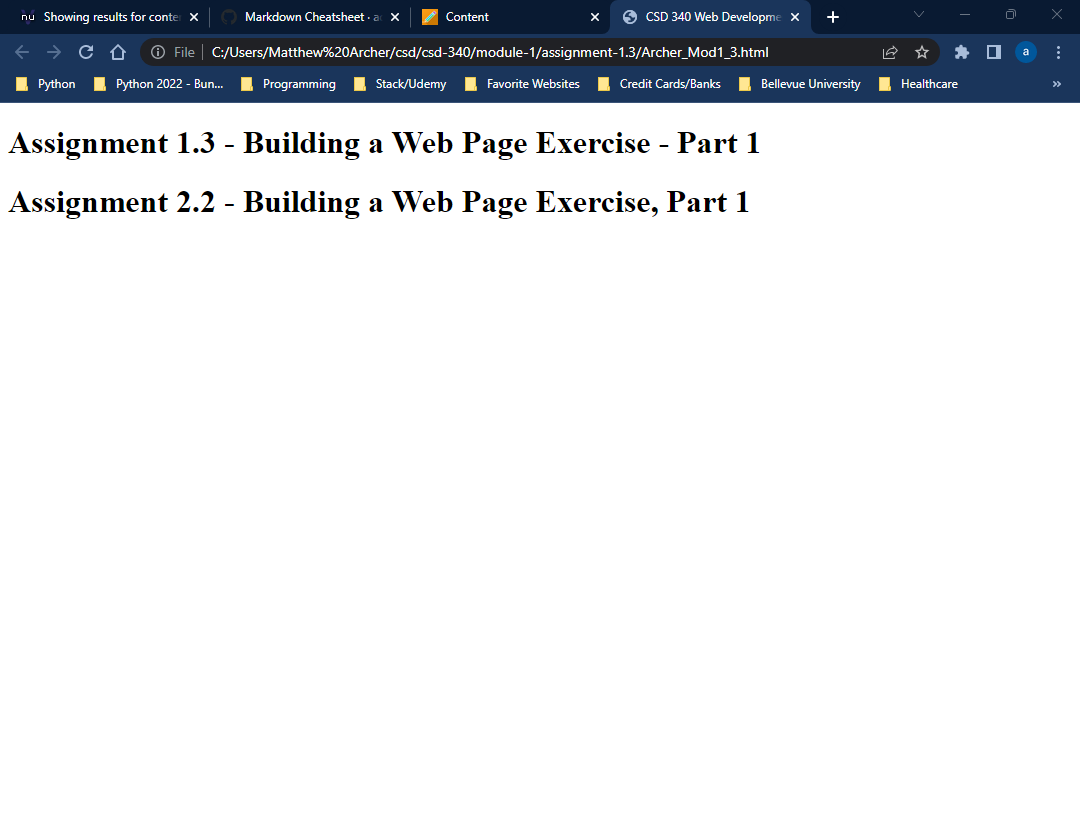 nu Showing results for conte Markdown Cheatsheet · a Content CSD 340 Web Developme
File C:/Users/Matthew%20Archer/csd/csd-340/module-1/assignment-1.3/Archer_Mod1_3.html a
Python Python 2022 - Bun... Programming Stack/Udemy Favorite Websites Credit Cards/Banks Bellevue University Healthcare »
Assignment 1.3 - Building a Web Page Exercise - Part 1
Assignment 2.2 - Building a Web Page Exercise, Part 1